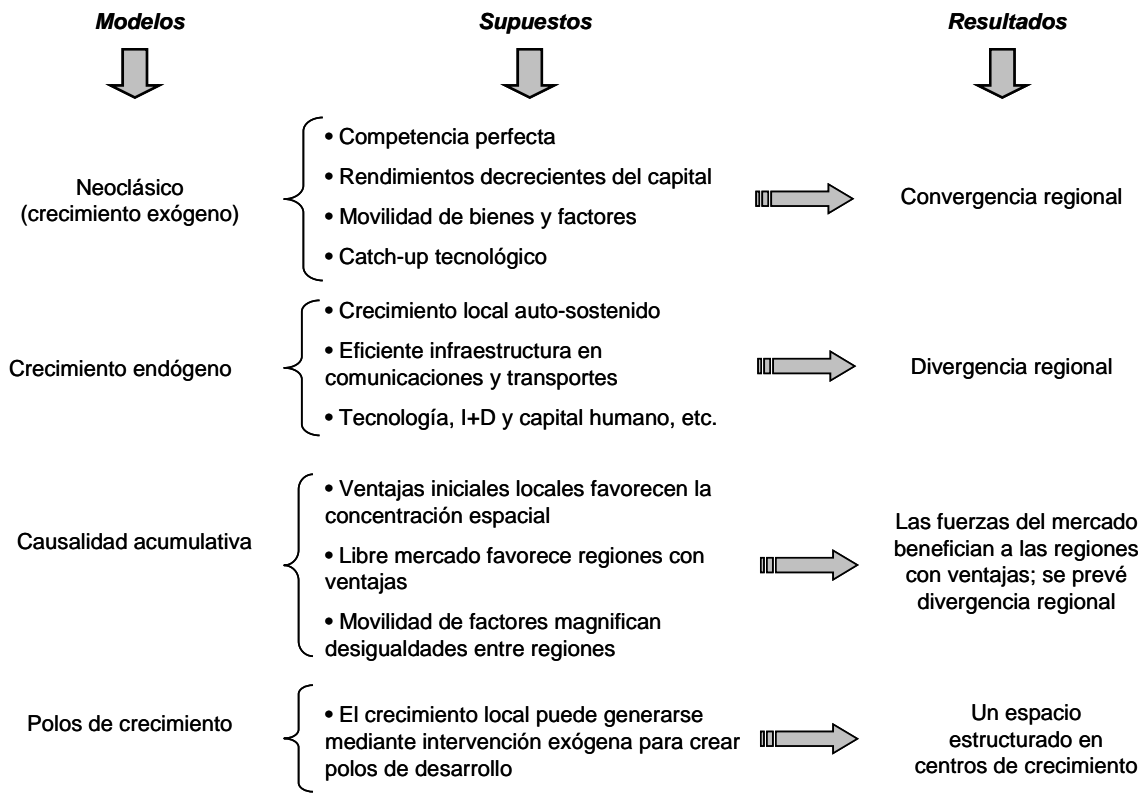 Modelos
Supuestos
Resultados
Neoclásico
(crecimiento exógeno)
• Competencia perfecta
• Rendimientos decrecientes del capital
• Movilidad de bienes y factores
• Catch-up tecnológico
Convergencia regional
Crecimiento endógeno
• Crecimiento local auto-sostenido
• Eficiente infraestructura en
comunicaciones y transportes
• Tecnología, I+D y capital humano, etc.
Divergencia regional
Causalidad acumulativa
• Ventajas iniciales locales favorecen la
concentración espacial
• Libre mercado favorece regiones con
ventajas
• Movilidad de factores magnifican
desigualdades entre regiones
Las fuerzas del mercado
benefician a las regiones
con ventajas; se prevé
divergencia regional
Polos de crecimiento
• El crecimiento local puede generarse
mediante intervención exógena para crear
polos de desarrollo
Un espacio
estructurado en
centros de crecimiento